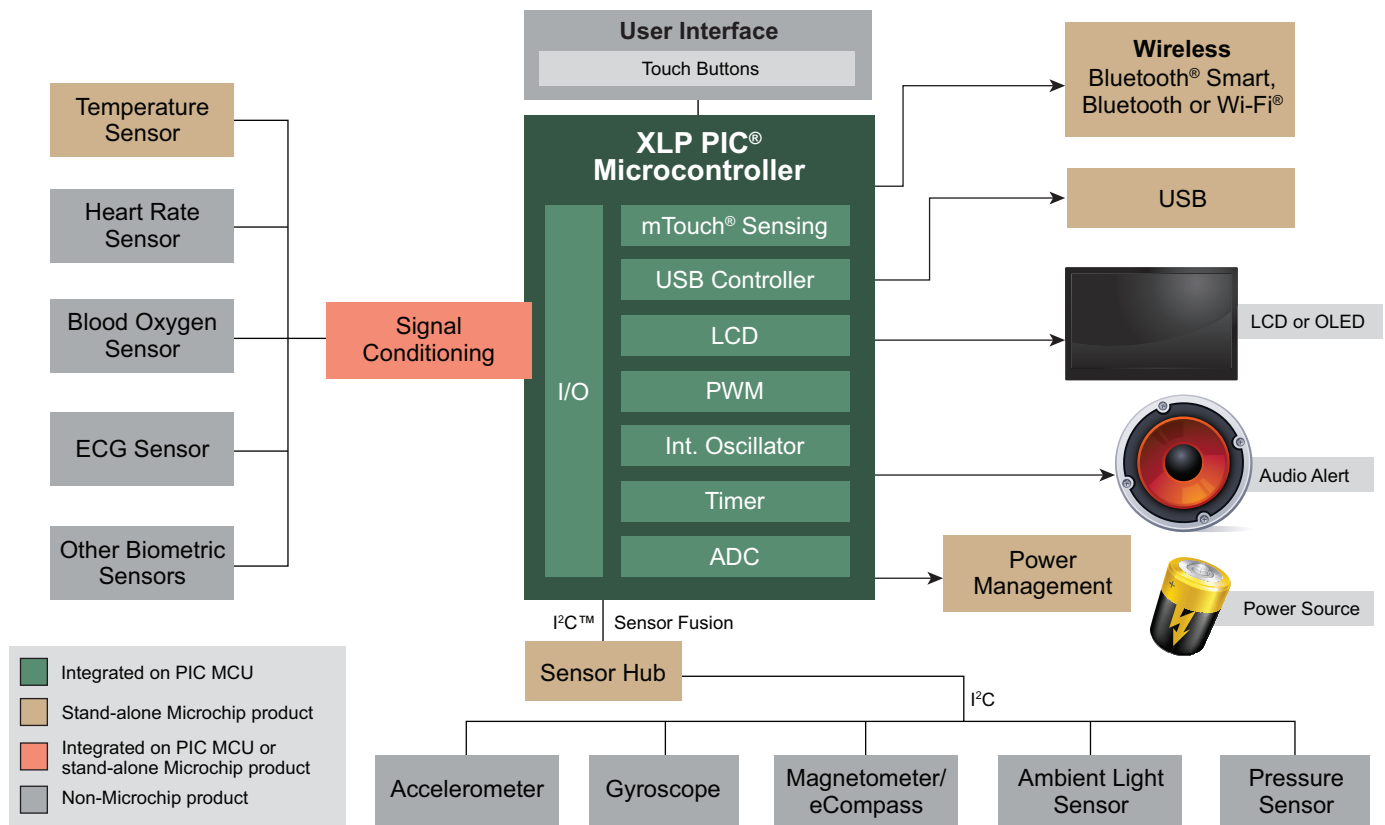 User Interface
Touch Buttons
Wireless
Bluetooth® Smart,
Bluetooth or Wi-Fi®
Temperature
Sensor
XLP PIC®
Microcontroller
USB
Heart Rate
Sensor
mTouch® Sensing
USB Controller
Blood Oxygen
Sensor
Signal
Conditioning
I/O
LCD
LCD or OLED
PWM
ECG Sensor
Int. Oscillator
Audio Alert
Timer
Other Biometric
Sensors
ADC
Power
Management
+
Power Source
I²C™
Sensor Fusion
Sensor Hub
I²C
Integrated on PIC MCU
Stand-alone Microchip product
Integrated on PIC MCU or
stand-alone Microchip product
Non-Microchip product
Accelerometer
Gyroscope
Magnetometer/
eCompass
Ambient Light
Sensor
Pressure
Sensor